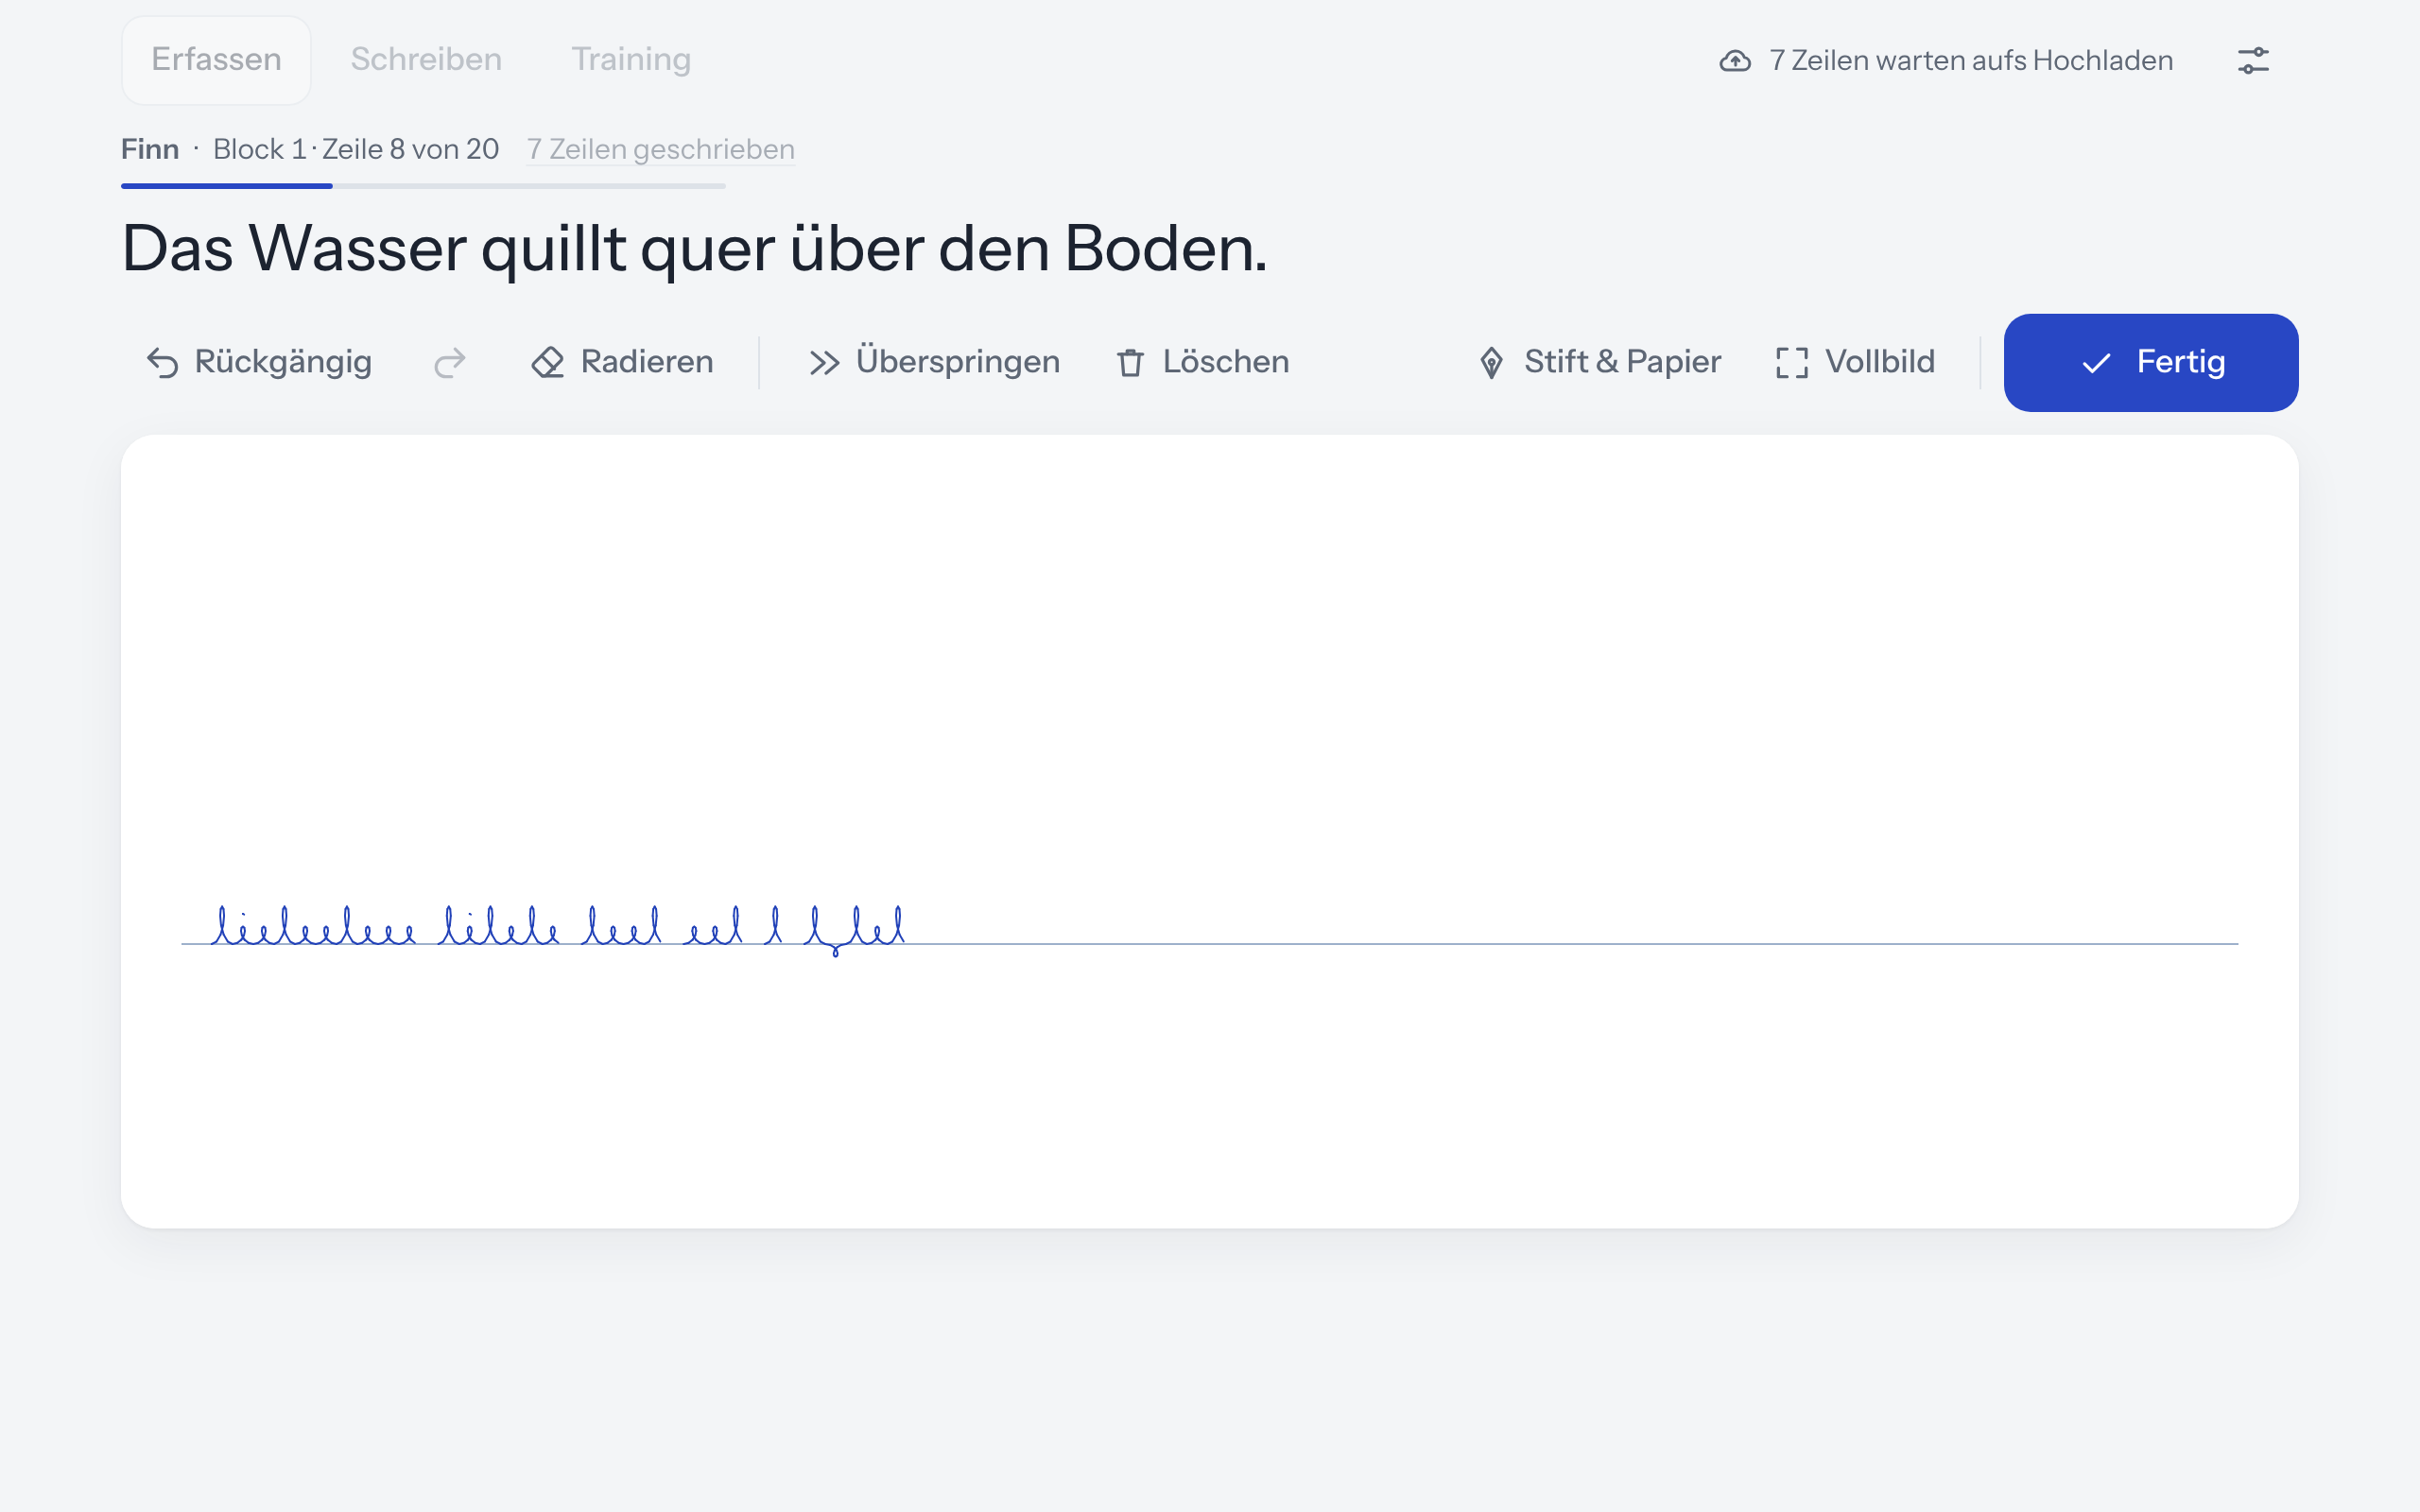 Erfassen Schreiben Training 7 Zeilen warten aufs Hochladen
Finn · Block 1 · Zeile 8 von 20 7 Zeilen geschrieben
Das Wasser quillt quer über den Boden.
Rückgängig Radieren Überspringen Löschen Stift & Papier Vollbild Fertig